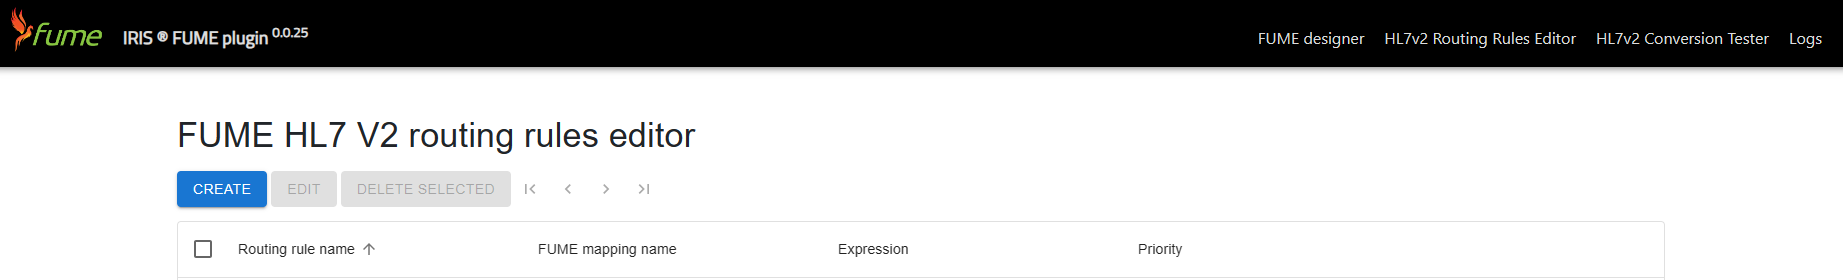 fume IRIS ® FUME plugin 0.0.25 FUME designer HL7v2 Routing Rules Editor HL7v2 Conversion Tester Logs
FUME HL7 V2 routing rules editor
CREATE EDIT DELETE SELECTED
Routing rule name FUME mapping name Expression Priority